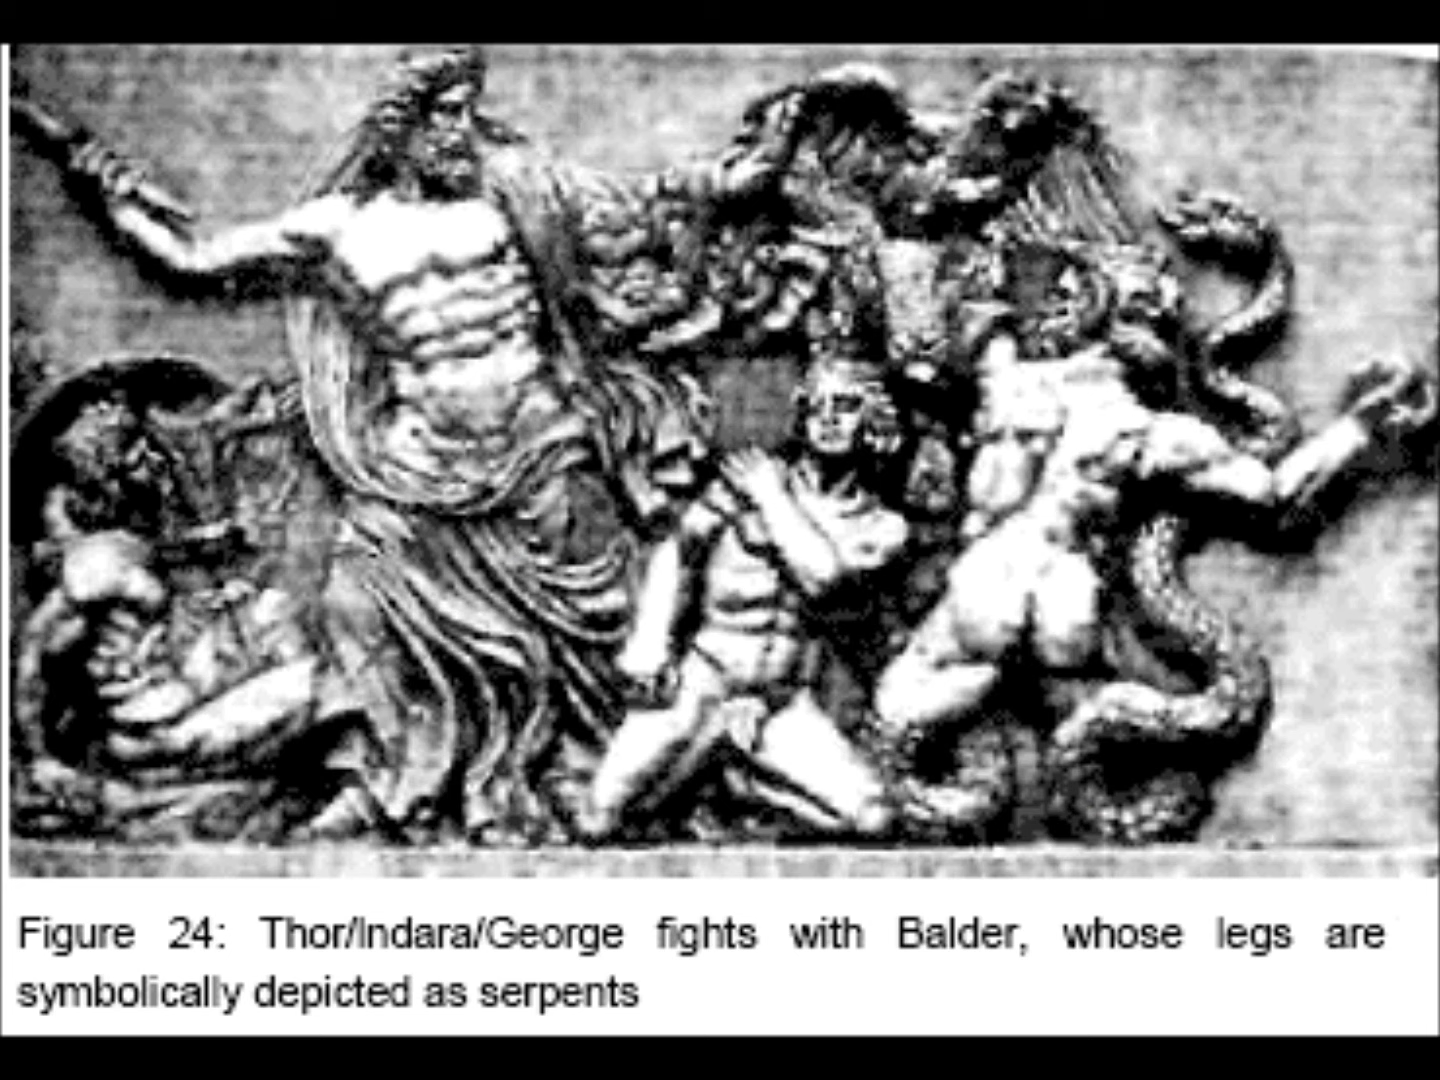 Figure 24: Thor/Indara/George fights with Balder, whose legs are
symbolically depicted as serpents